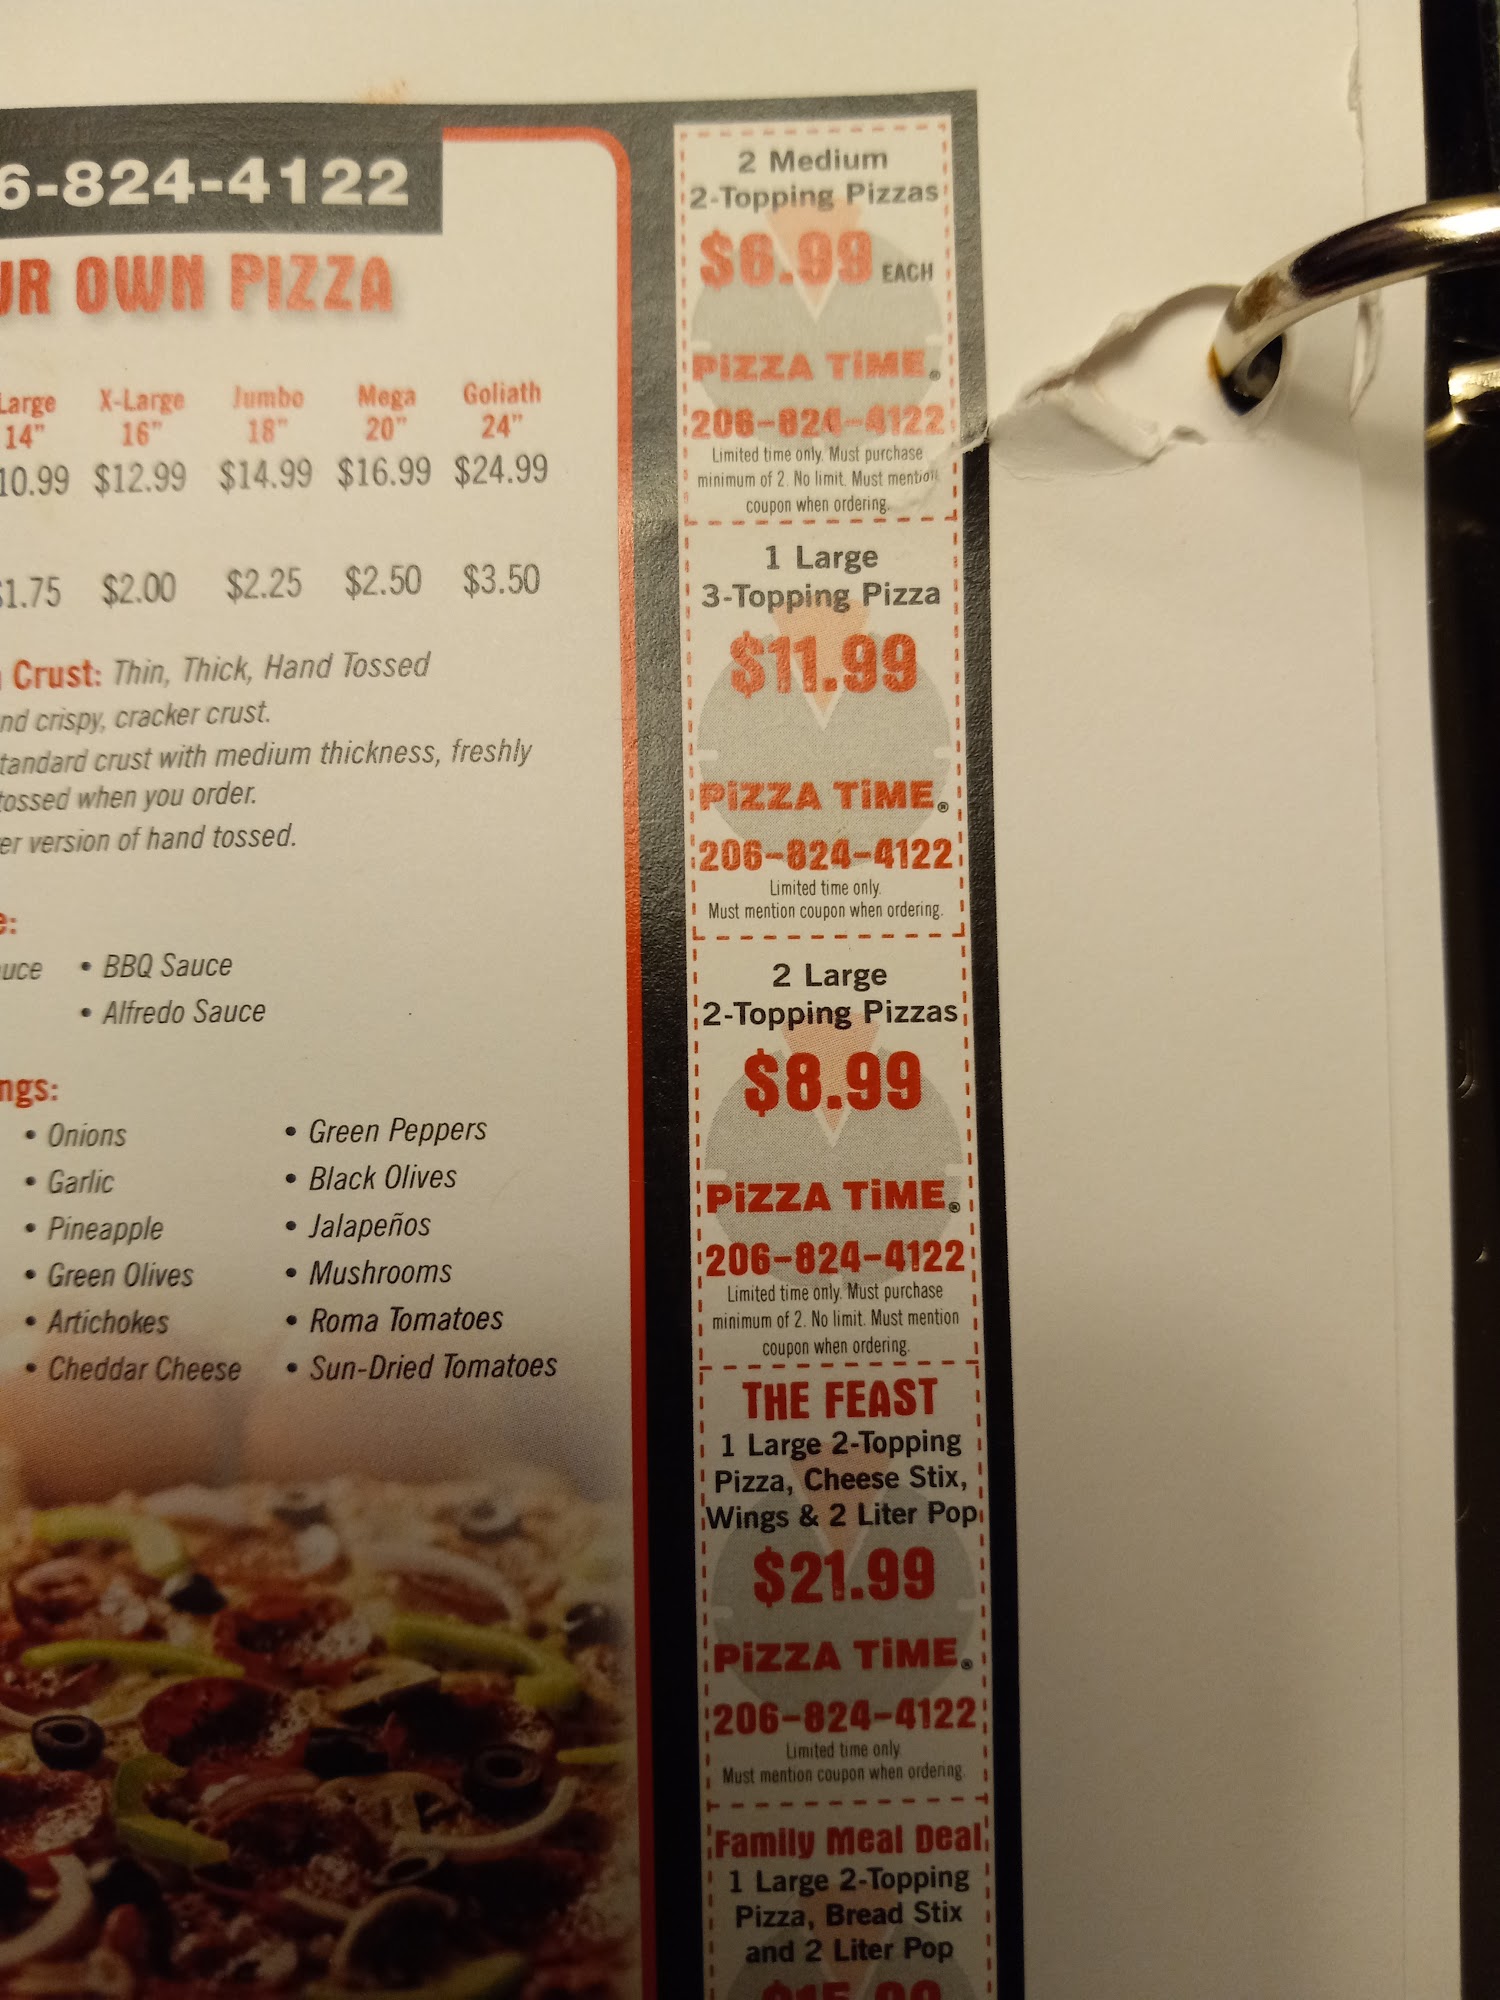 6-824-4122
OUR OWN PIZZA
Large X-Large Jumbo Mega Goliath
14" 16" 18" 20" 24"
10.99 $12.99 $14.99 $16.99 $24.99
$1.75 $2.00 $2.25 $2.50 $3.50
Crust: Thin, Thick, Hand Tossed
nd crispy, cracker crust.
tandard crust with medium thickness, freshly
tossed when you order.
er version of hand tossed.
e:
uce • BBQ Sauce
• Alfredo Sauce
ngs:
• Onions • Green Peppers
• Garlic • Black Olives
• Pineapple • Jalapeños
• Green Olives • Mushrooms
• Artichokes • Roma Tomatoes
• Cheddar Cheese • Sun-Dried Tomatoes
2 Medium
2-Topping Pizzas
$6.99 EACH
PiZZA TiME®
206-824-4122
Limited time only. Must purchase
minimum of 2. No limit. Must mention
coupon when ordering.
1 Large
3-Topping Pizza
$11.99
PiZZA TiME®
206-824-4122
Limited time only.
Must mention coupon when ordering.
2 Large
2-Topping Pizzas
$8.99
PiZZA TiME®
206-824-4122
Limited time only. Must purchase
minimum of 2. No limit. Must mention
coupon when ordering.
THE FEAST
1 Large 2-Topping
Pizza, Cheese Stix,
Wings & 2 Liter Pop
$21.99
PiZZA TiME®
206-824-4122
Limited time only
Must mention coupon when ordering
Family Meal Deal
1 Large 2-Topping
Pizza, Bread Stix
and 2 Liter Pop
$15.99